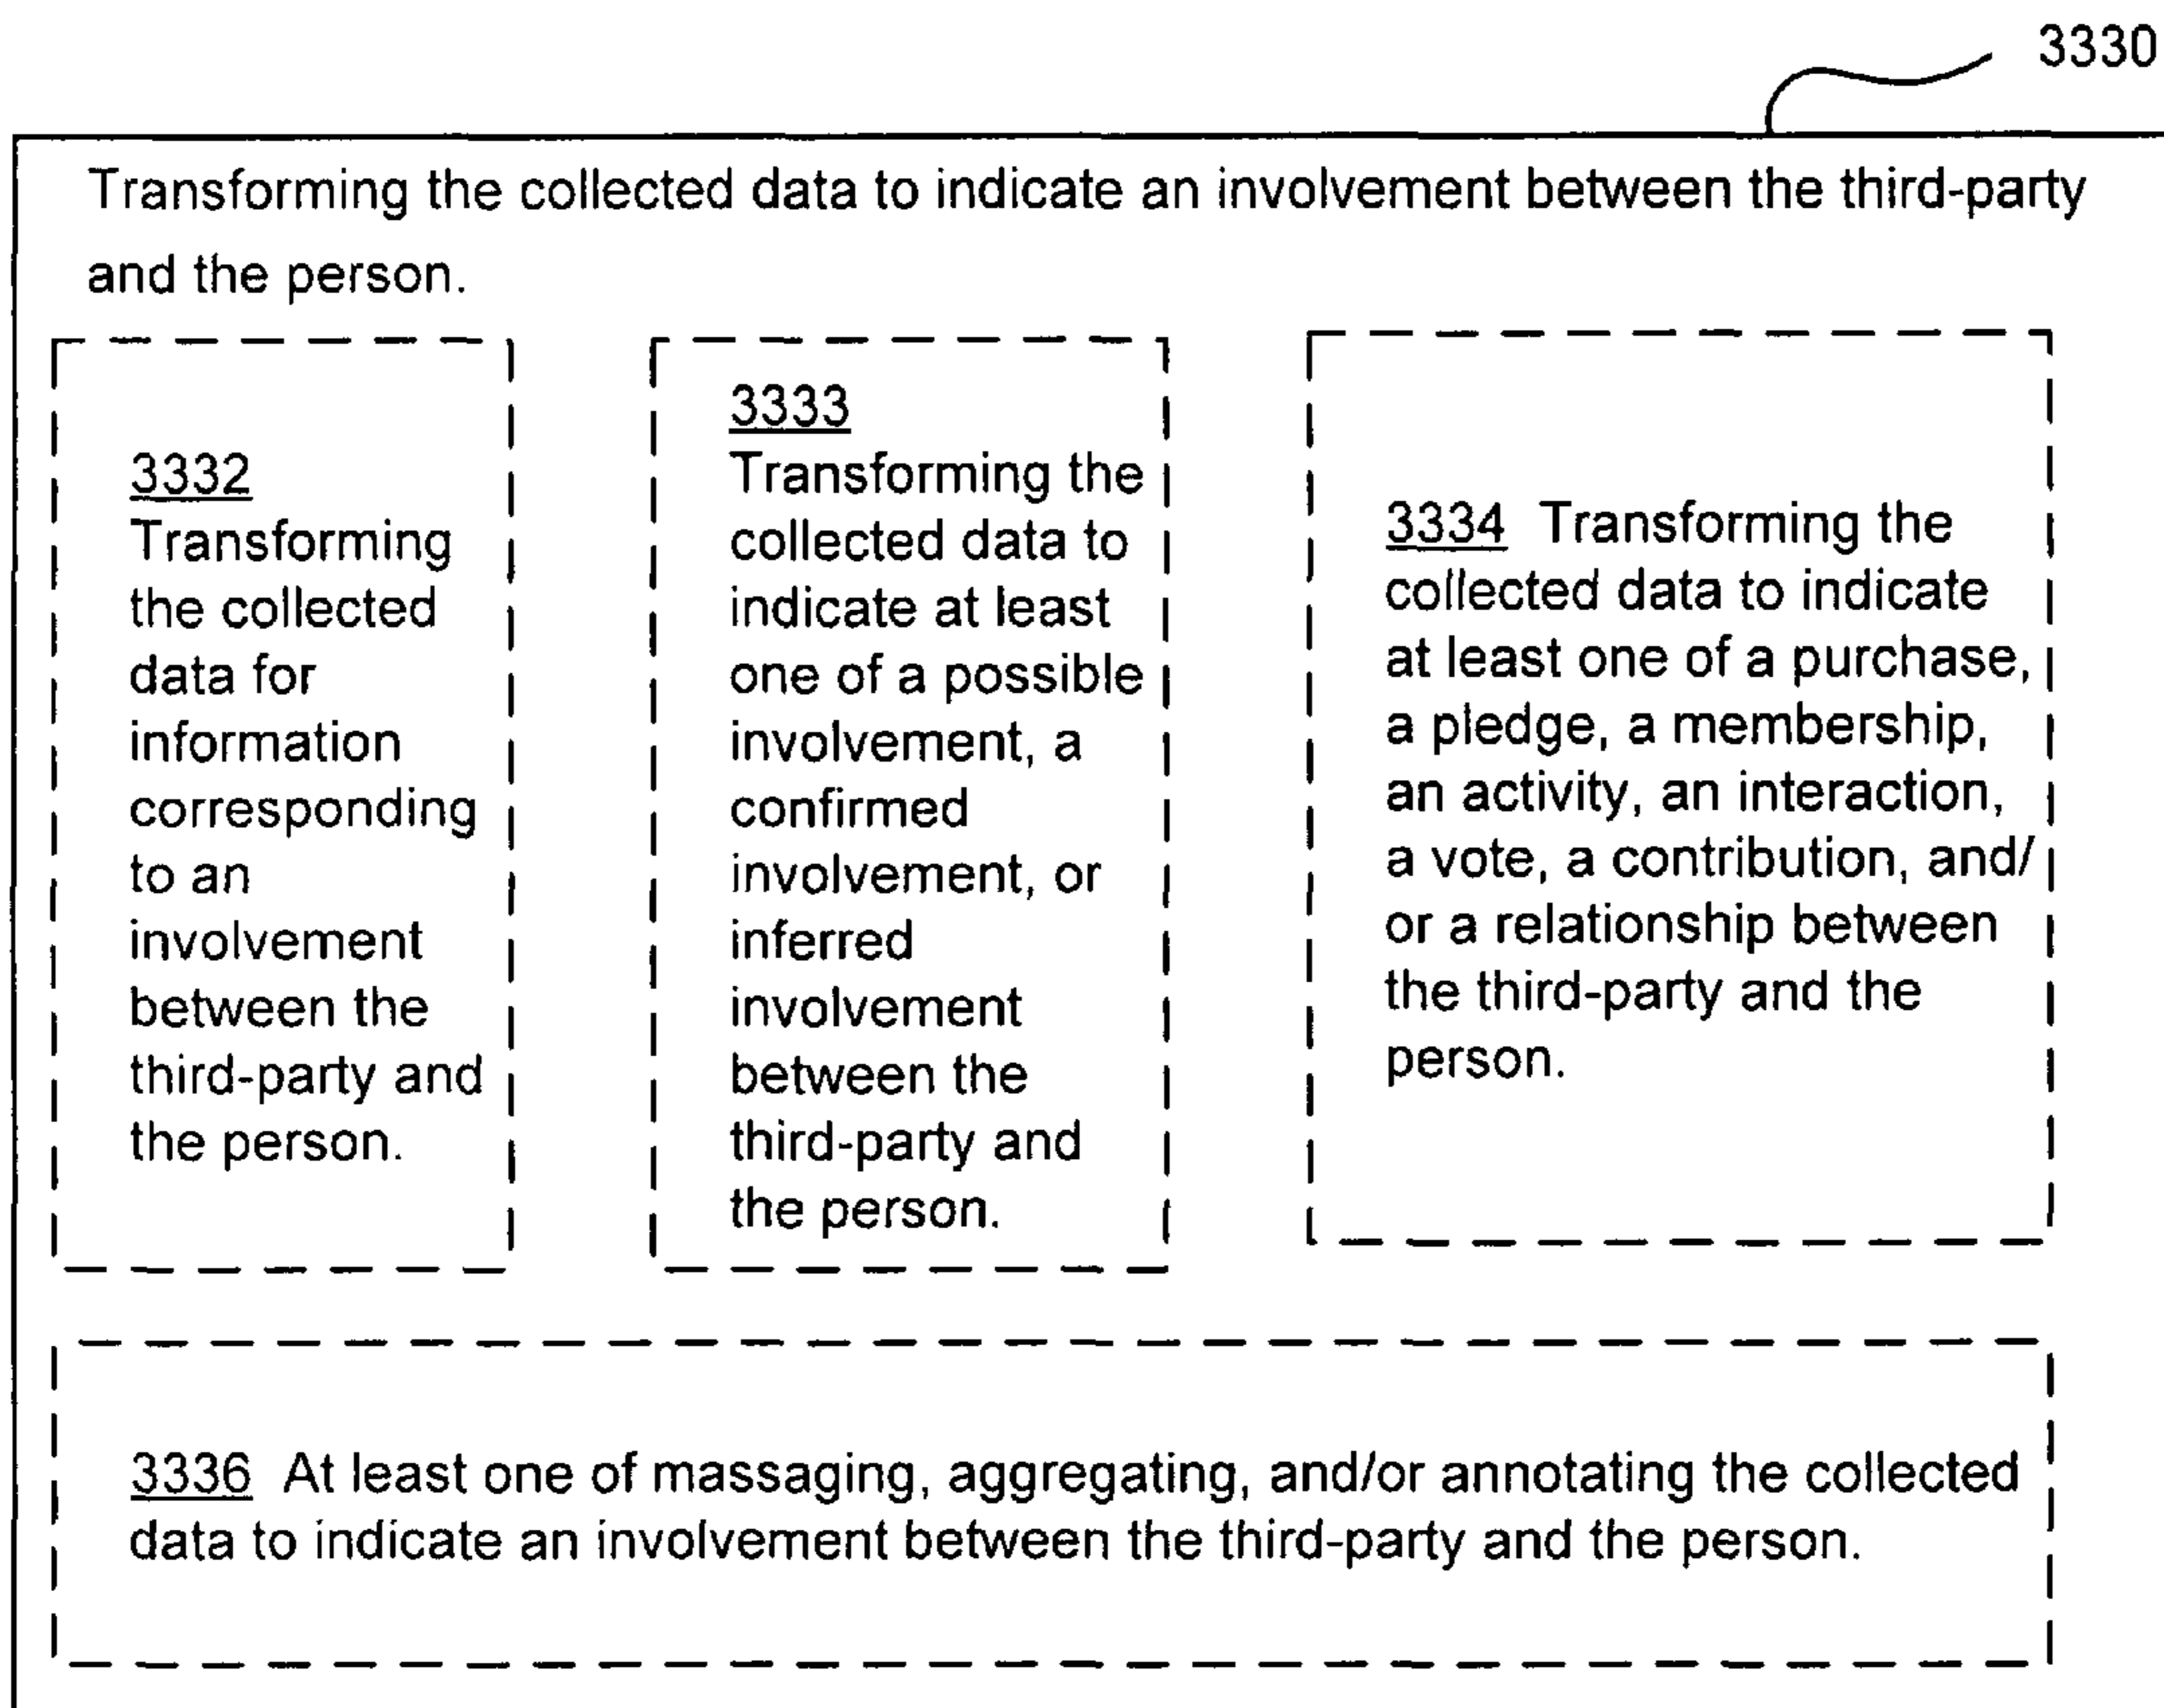 3330
Transforming the collected data to indicate an involvement between the third-party
and the person.
3332
Transforming
the collected
data for
information
corresponding
to an
involvement
between the
third-party and
the person.
3333
Transforming the
collected data to
indicate at least
one of a possible
involvement, a
confirmed
involvement, or
inferred
involvement
between the
third-party and
the person.
3334 Transforming the
collected data to indicate
at least one of a purchase,
a pledge, a membership,
an activity, an interaction,
a vote, a contribution, and/
or a relationship between
the third-party and the
person.
3336 At least one of massaging, aggregating, and/or annotating the collected
data to indicate an involvement between the third-party and the person.